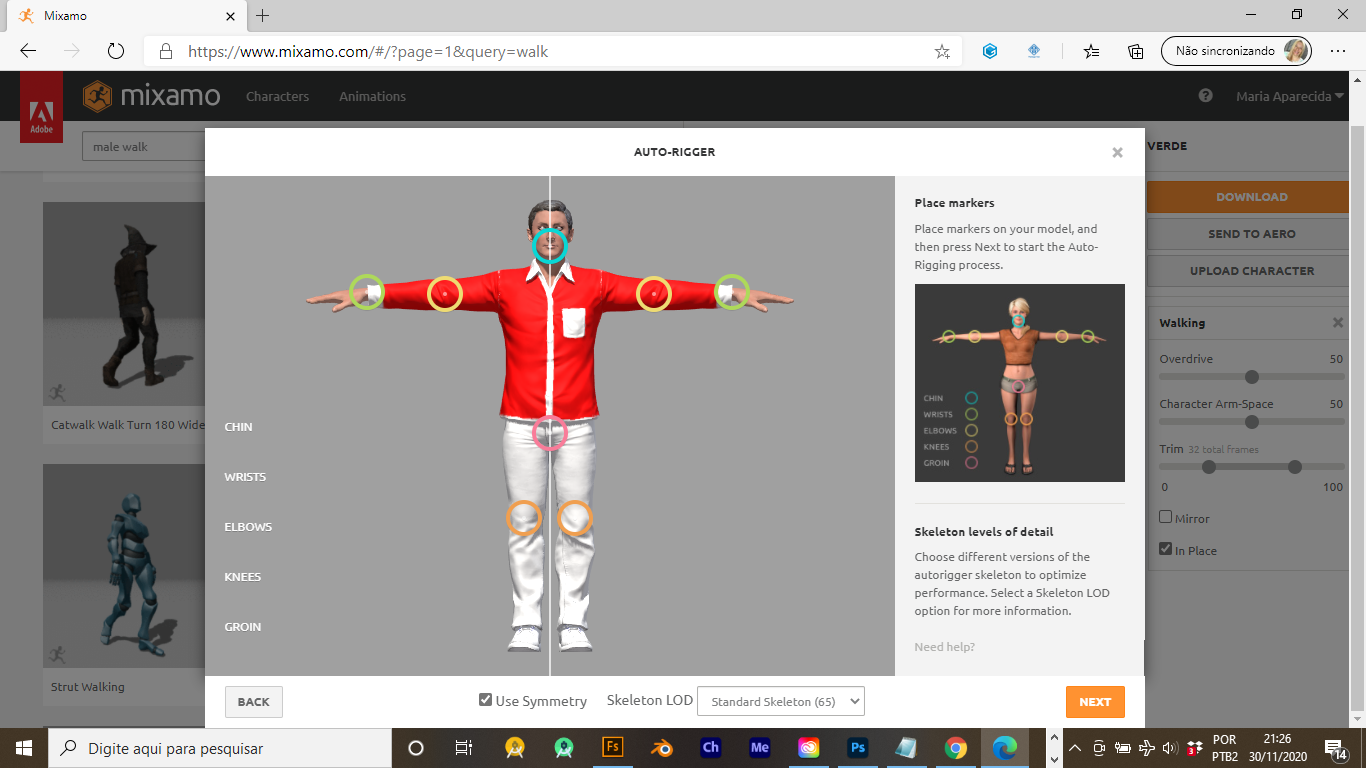 Mixamo
https://www.mixamo.com/#/?page=1&query=walk
Não sincronizando
Adobe
mixamo
Characters
Animations
Maria Aparecida
male walk
AUTO-RIGGER
VERDE
DOWNLOAD
SEND TO AERO
UPLOAD CHARACTER
Catwalk Walk Turn 180 Wide
Strut Walking
CHIN
WRISTS
ELBOWS
KNEES
GROIN
Place markers
Place markers on your model, and
then press Next to start the Auto-
Rigging process.
CHIN
WRISTS
ELBOWS
KNEES
GROIN
Skeleton levels of detail
Choose different versions of the
autorigger skeleton to optimize
performance. Select a Skeleton LOD
option for more information.
Need help?
Walking
Overdrive 50
Character Arm-Space 50
Trim 32 total frames
0 100
Mirror
In Place
BACK
Use Symmetry
Skeleton LOD
Standard Skeleton (65)
NEXT
Digite aqui para pesquisar
Fs
Ch
Me
Ps
3
POR
PTB2
21:26
30/11/2020
14